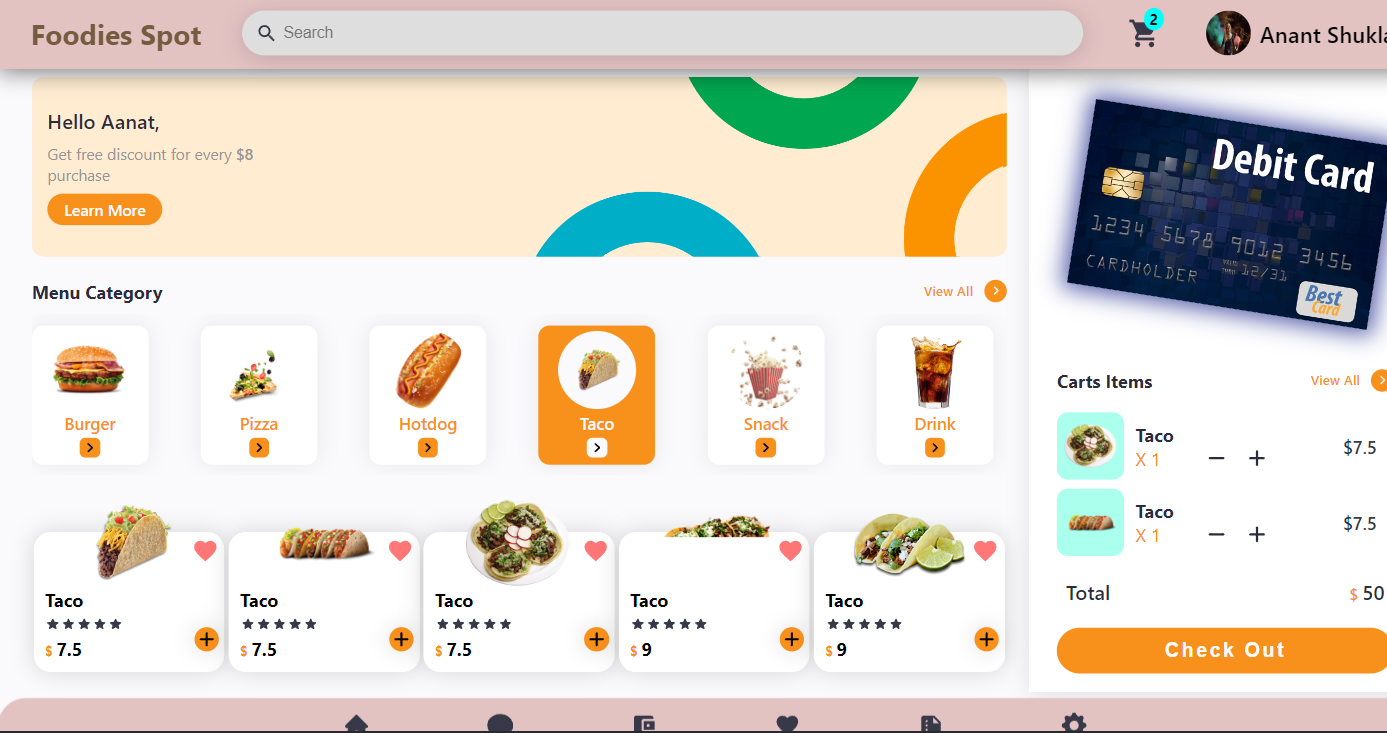 Foodies Spot
Search
2
Anant Shukla
Hello Aanat,
Get free discount for every $8
purchase
Learn More
Debit Card
1234 5678 9012 3456
VALID THRU 12/31
CARDHOLDER
Best
Card
Menu Category
View All
Burger
Pizza
Hotdog
Taco
Snack
Drink
Carts Items
View All
Taco
X 1
$7.5
Taco
X 1
$7.5
Total
$ 50
Check Out
Taco
$ 7.5
Taco
$ 7.5
Taco
$ 7.5
Taco
$ 9
Taco
$ 9